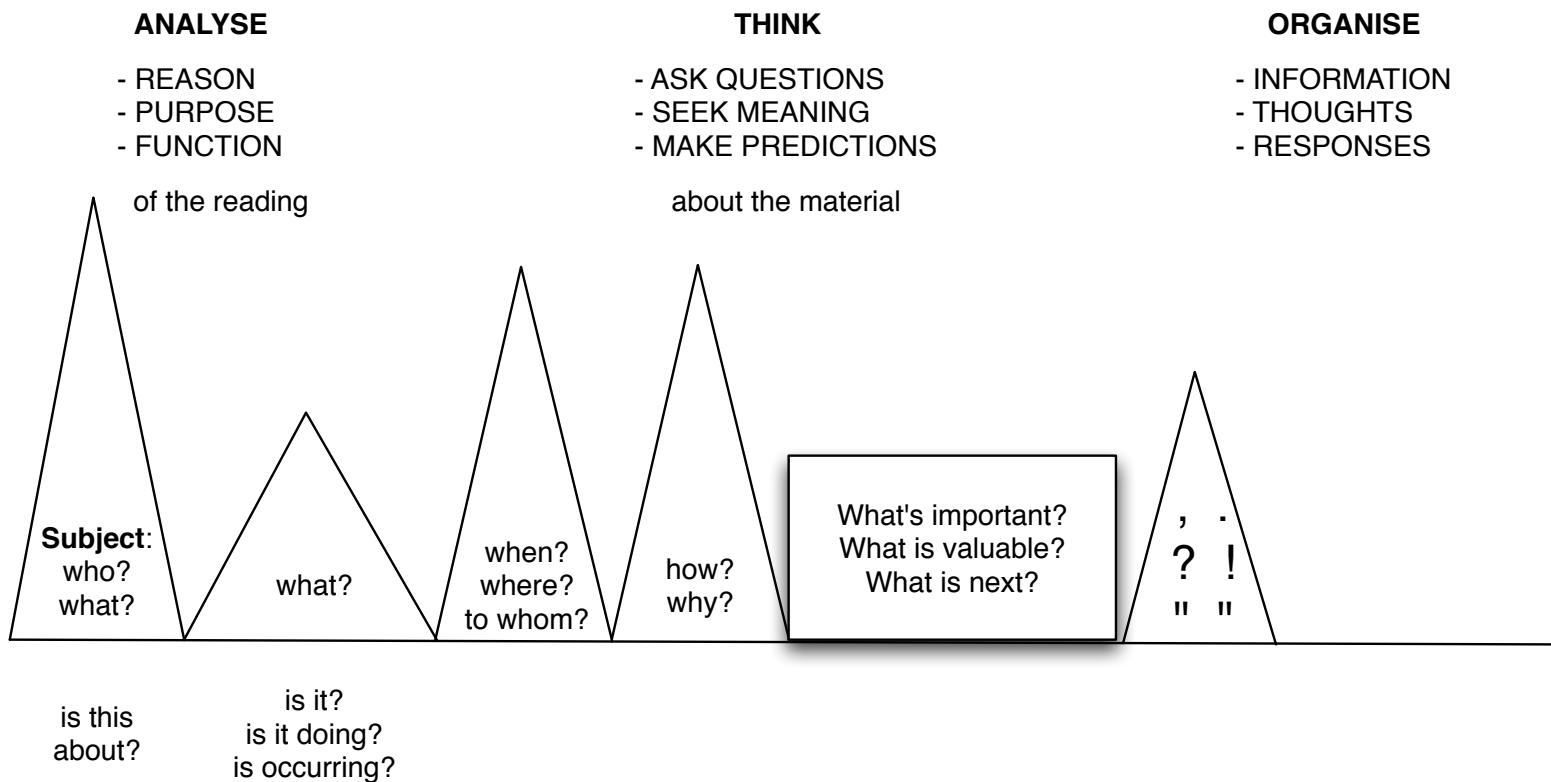 ANALYSE
- REASON
- PURPOSE
- FUNCTION
of the reading
THINK
- ASK QUESTIONS
- SEEK MEANING
- MAKE PREDICTIONS
about the material
ORGANISE
- INFORMATION
- THOUGHTS
- RESPONSES
Subject:
who?
what?
is this
about?
what?
is it?
is it doing?
is occurring?
when?
where?
to whom?
how?
why?
What's important?
What is valuable?
What is next?
, .
? !
" "